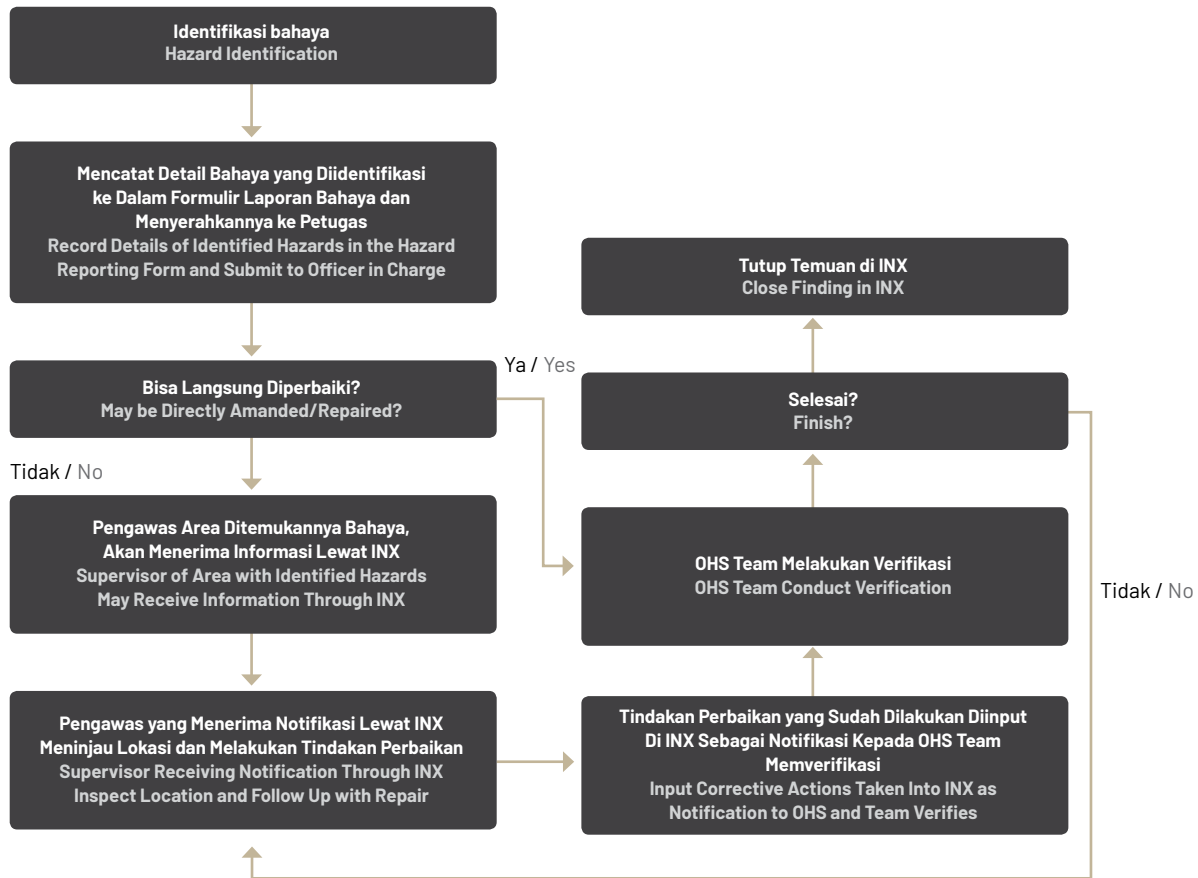 Identifikasi bahaya
Hazard Identification
Mencatat Detail Bahaya yang Diidentifikasi
ke Dalam Formulir Laporan Bahaya dan
Menyerahkannya ke Petugas
Record Details of Identified Hazards in the Hazard
Reporting Form and Submit to Officer in Charge
Bisa Langsung Diperbaiki?
May be Directly Amanded/Repaired?
Ya / Yes
Tidak / No
Pengawas Area Ditemukannya Bahaya,
Akan Menerima Informasi Lewat INX
Supervisor of Area with Identified Hazards
May Receive Information Through INX
Pengawas yang Menerima Notifikasi Lewat INX
Meninjau Lokasi dan Melakukan Tindakan Perbaikan
Supervisor Receiving Notification Through INX
Inspect Location and Follow Up with Repair
Tindakan Perbaikan yang Sudah Dilakukan Diinput
Di INX Sebagai Notifikasi Kepada OHS Team
Memverifikasi
Input Corrective Actions Taken Into INX as
Notification to OHS and Team Verifies
OHS Team Melakukan Verifikasi
OHS Team Conduct Verification
Selesai?
Finish?
Tidak / No
Tutup Temuan di INX
Close Finding in INX